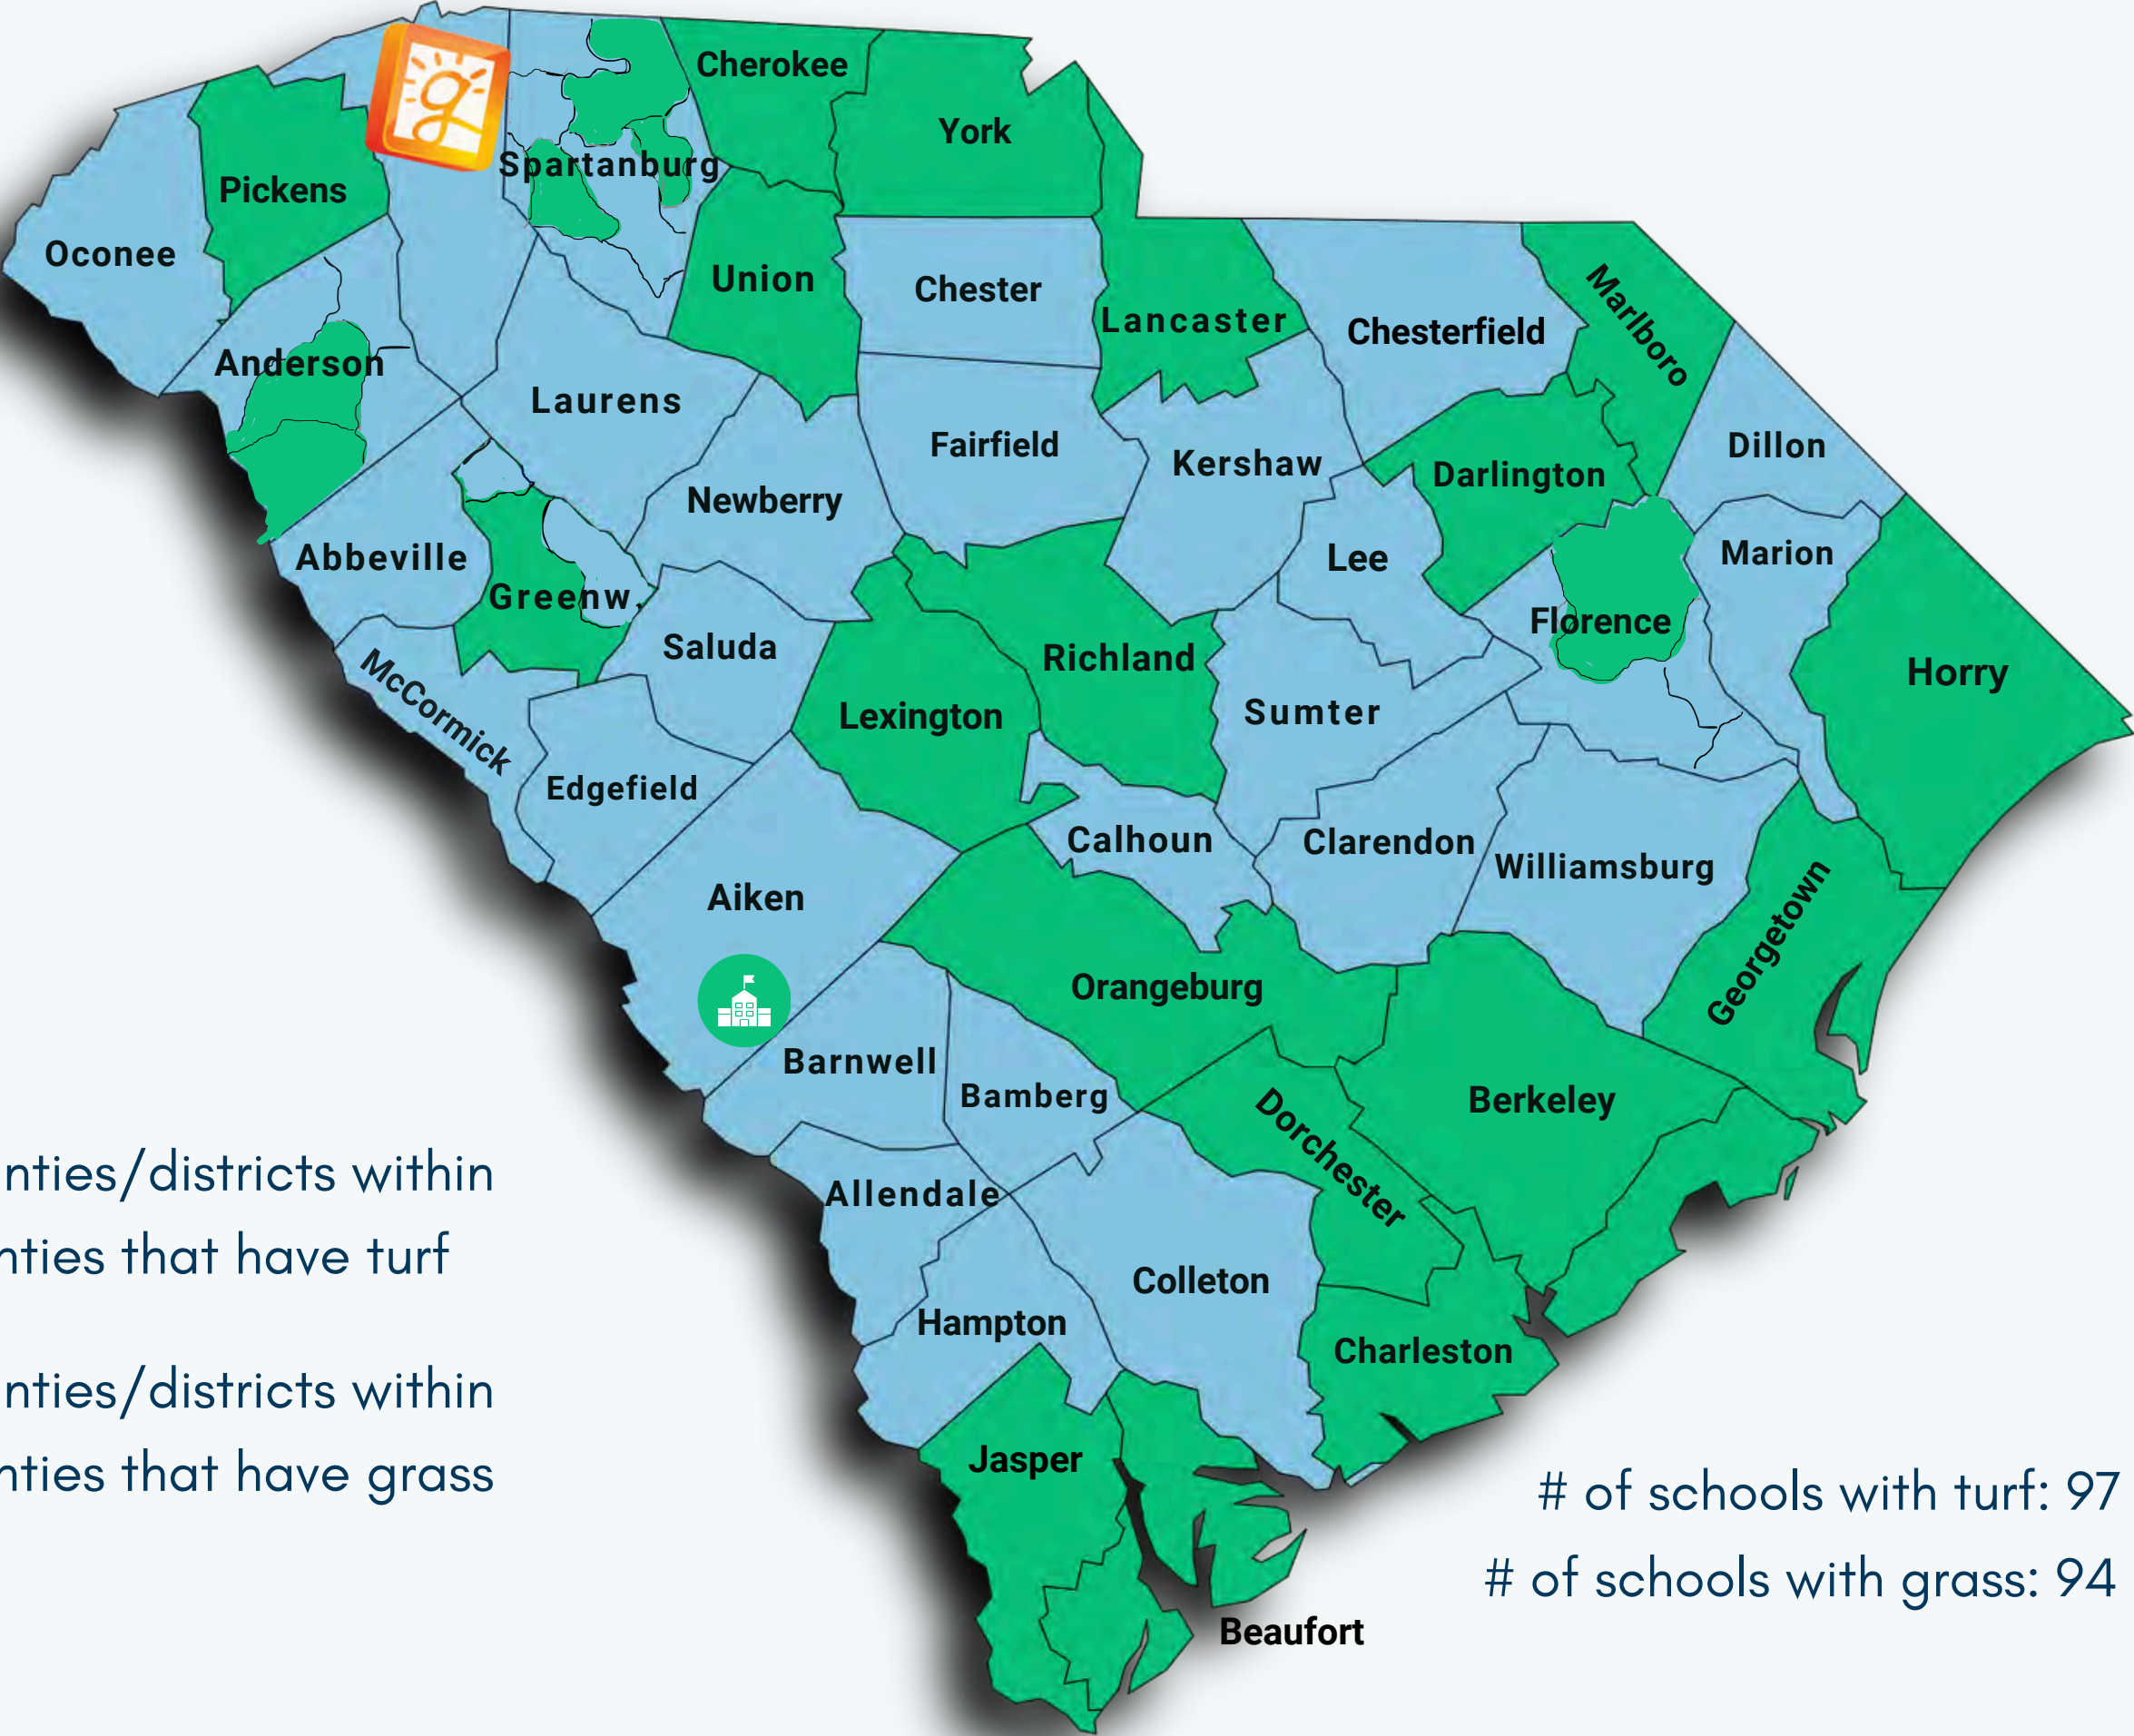 Cherokee
York
Spartanburg
Pickens
Oconee
Union
Chester
Lancaster
Chesterfield
Marlboro
Anderson
Laurens
Fairfield
Kershaw
Darlington
Dillon
Newberry
Abbeville
Greenw.
Lee
Marion
Florence
Saluda
Richland
Horry
McCormick
Lexington
Sumter
Edgefield
Calhoun
Clarendon
Williamsburg
Aiken
Georgetown
Orangeburg
Barnwell
Bamberg
Berkeley
Dorchester
nties/districts within
nties that have turf
Allendale
Colleton
Hampton
Charleston
nties/districts within
nties that have grass
Jasper
# of schools with turf: 97
# of schools with grass: 94
Beaufort
g